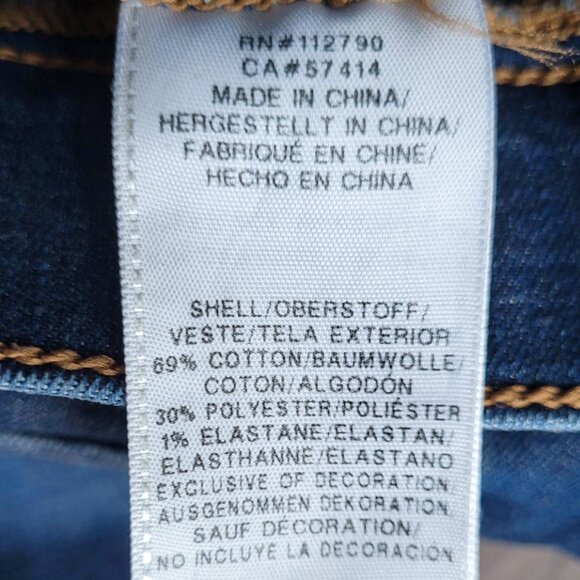 RN#112790
CA#57414
MADE IN CHINA/
HERGESTELLT IN CHINA/
FABRIQUÉ EN CHINE/
HECHO EN CHINA
SHELL/OBERSTOFF/
VESTE/TELA EXTERIOR
69% COTTON/BAUMWOLLE/
COTON/ALGODÓN
30% POLYESTER/POLIÉSTER
1% ELASTANE/ELASTAN/
ELASTHANNE/ELASTANO
EXCLUSIVE OF DECORATION/
AUSGENOMMEN DEKORATION/
SAUF DÉCORATION/
NO INCLUYE LA DECORACIÓN